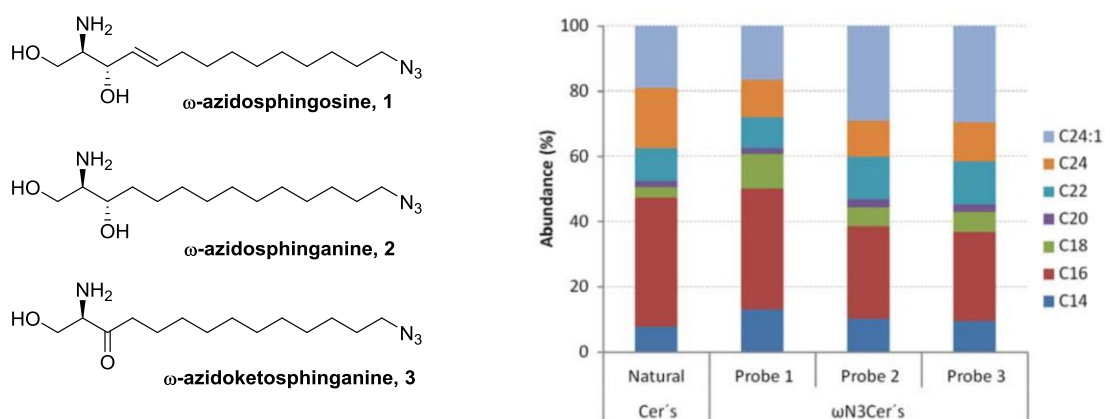 NH2
HO
OH
N3
ω-azidosphingosine, 1
NH2
HO
OH
N3
ω-azidosphinganine, 2
NH2
HO
O
N3
ω-azidoketosphinganine, 3
Abundance (%)
100
80
60
40
20
0
Natural
Probe 1
Probe 2
Probe 3
Cer´s
ωN3Cer´s
C24:1
C24
C22
C20
C18
C16
C14